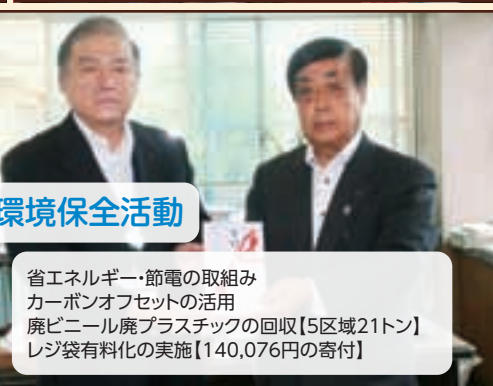 環境保全活動
省エネルギー・節電の取組み
カーボンオフセットの活用
廃ビニール廃プラスチックの回収【5区域21トン】
レジ袋有料化の実施【140,076円の寄付】